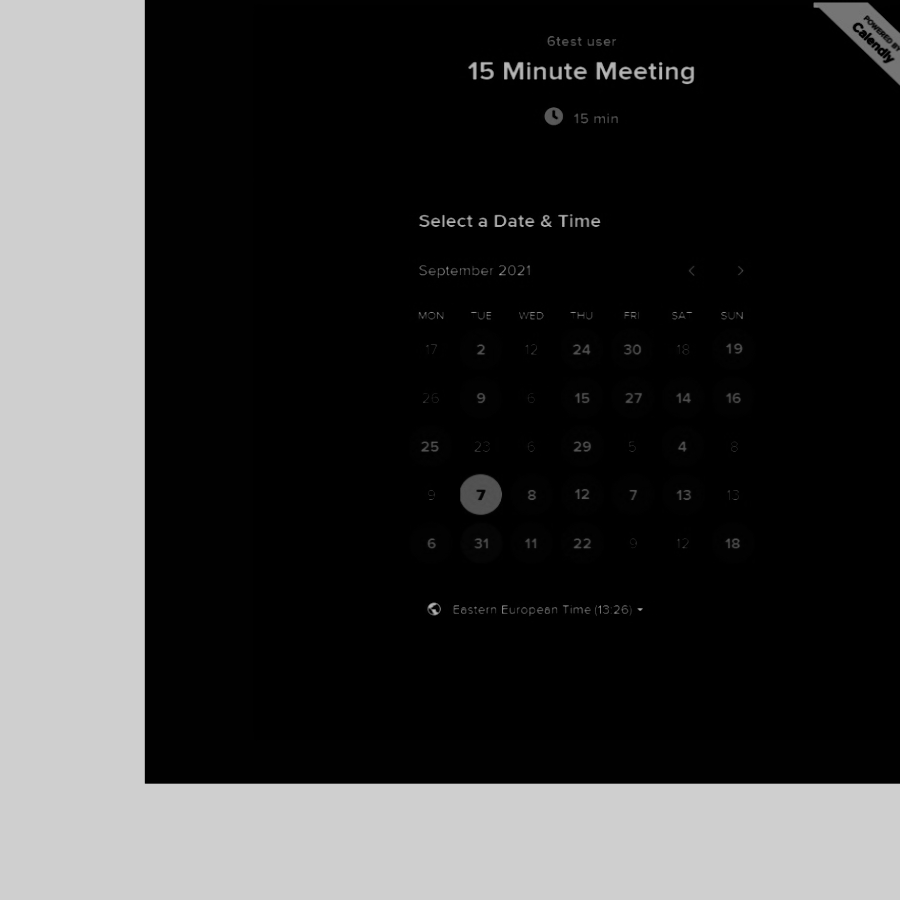 6test user
POWERED BY
Calendly
15 Minute Meeting
15 min
Select a Date & Time
September 2021
MON TUE WED THU FRI SAT SUN
17 2 12 24 30 18 19
26 9 6 15 27 14 16
25 23 6 29 5 4 8
9 7 8 12 7 13 13
6 31 11 22 9 12 18
Eastern European Time (13:26)